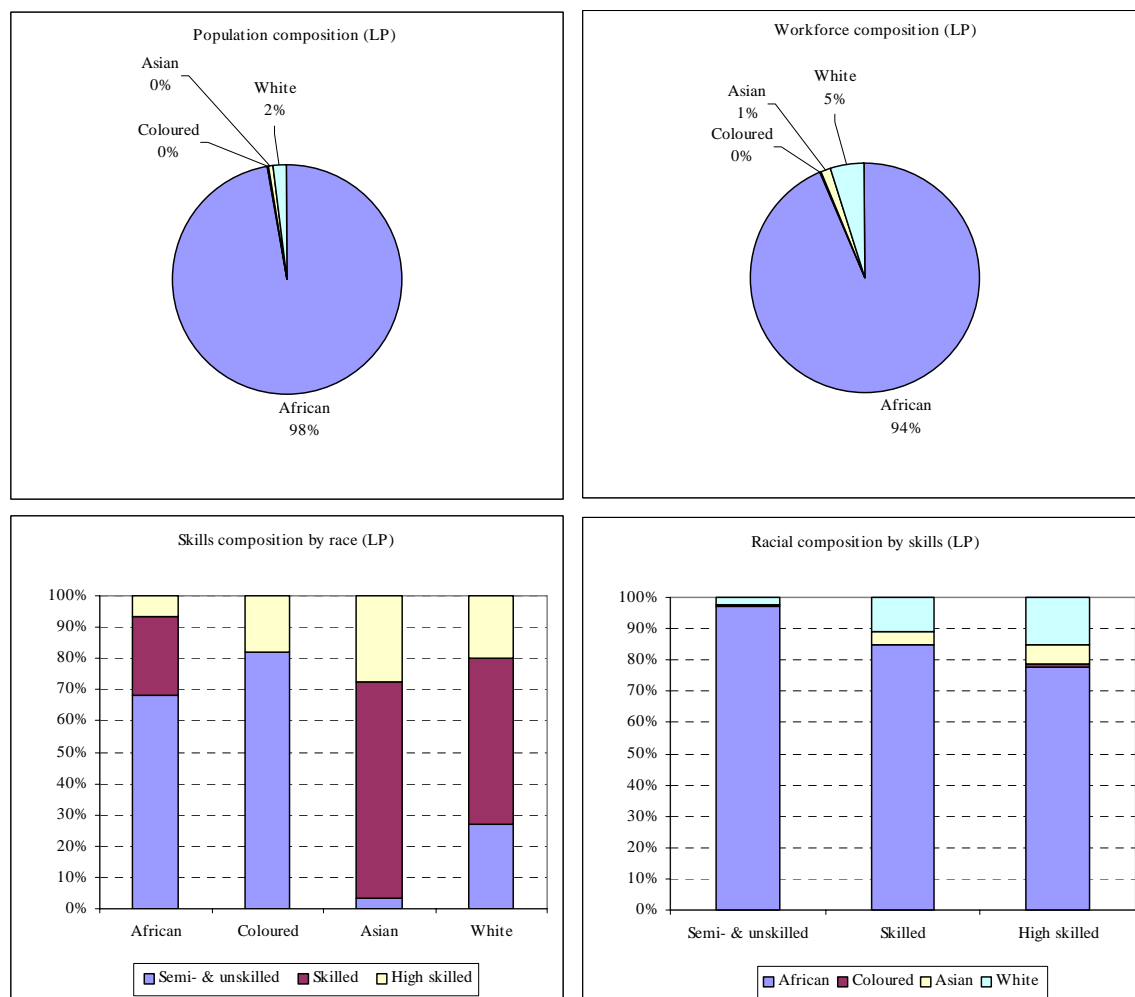 Population composition (LP)
Asian
0%
White
2%
Coloured
0%
African
98%
Workforce composition (LP)
White
5%
Asian
1%
Coloured
0%
African
94%
Skills composition by race (LP)
100%
90%
80%
70%
60%
50%
40%
30%
20%
10%
0%
African Coloured Asian White
Semi- & unskilled Skilled High skilled
Racial composition by skills (LP)
100%
90%
80%
70%
60%
50%
40%
30%
20%
10%
0%
Semi- & unskilled Skilled High skilled
African Coloured Asian White